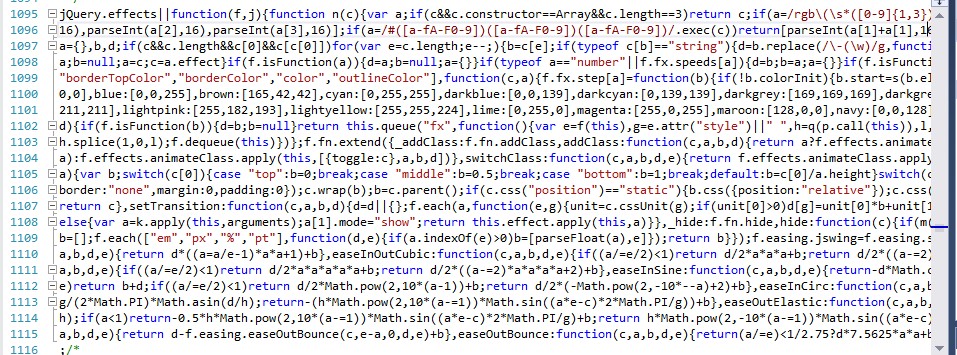 1095 jQuery.effects||function(f,j){function n(c){var a;if(c&&c.constructor==Array&&c.length==3)return c;if(a=/rgb\(\s*([0-9]{1,3})
1096 16),parseInt(a[2],16),parseInt(a[3],16)];if(a=/#([a-fA-F0-9])([a-fA-F0-9])([a-fA-F0-9])/.exec(c))return[parseInt(a[1]+a[1],1
1097 a={},b,d;if(c&&c.length&&c[0]&&c[c[0]])for(var e=c.length;e--;){b=c[e];if(typeof c[b]=="string"){d=b.replace(/\-(\w)/g,function
1098 a;b=null;a=c;c=a.effect}if(f.isFunction(a)){d=a;b=null;a={}}if(typeof a=="number"||f.fx.speeds[a]){d=b;b=a;a={}}if(f.isFuncti
1099 "borderTopColor","borderColor","color","outlineColor"],function(c,a){f.fx.step[a]=function(b){if(!b.colorInit){b.start=s(b.el
1100 0,0],blue:[0,0,255],brown:[165,42,42],cyan:[0,255,255],darkblue:[0,0,139],darkcyan:[0,139,139],darkgrey:[169,169,169],darkgre
1101 211,211],lightpink:[255,182,193],lightyellow:[255,255,224],lime:[0,255,0],magenta:[255,0,255],maroon:[128,0,0],navy:[0,0,128]
1102 d){if(f.isFunction(b)){d=b;b=null}return this.queue("fx",function(){var e=f(this),g=e.attr("style")||" ",h=q(p.call(this)),l,
1103 h.splice(1,0,l);f.dequeue(this)})};f.fn.extend({_addClass:f.fn.addClass,addClass:function(c,a,b,d){return a?f.effects.animate
1104 a):f.effects.animateClass.apply(this,[{toggle:c},a,b,d])},switchClass:function(c,a,b,d,e){return f.effects.animateClass.apply
1105 a){var b;switch(c[0]){case "top":b=0;break;case "middle":b=0.5;break;case "bottom":b=1;break;default:b=c[0]/a.height}switch(c
1106 border:"none",margin:0,padding:0});c.wrap(b);b=c.parent();if(c.css("position")=="static"){b.css({position:"relative"});c.css(
1107 return c},setTransition:function(c,a,b,d){d=d||{};f.each(a,function(e,g){unit=c.cssUnit(g);if(unit[0]>0)d[g]=unit[0]*b+unit[1
1108 else{var a=k.apply(this,arguments);a[1].mode="show";return this.effect.apply(this,a)}},_hide:f.fn.hide,hide:function(c){if(m(
1109 b=[];f.each(["em","px","%","pt"],function(d,e){if(a.indexOf(e)>0)b=[parseFloat(a),e]});return b}});f.easing.jswing=f.easing.s
1110 a,b,d,e){return d*((a=a/e-1)*a*a+1)+b},easeInOutCubic:function(c,a,b,d,e){if((a/=e/2)<1)return d/2*a*a*a+b;return d/2*((a-=2)
1111 a,b,d,e){if((a/=e/2)<1)return d/2*a*a*a*a*a+b;return d/2*((a-=2)*a*a*a*a+2)+b},easeInSine:function(c,a,b,d,e){return-d*Math.c
1112 e)return b+d;if((a/=e/2)<1)return d/2*Math.pow(2,10*(a-1))+b;return d/2*(-Math.pow(2,-10*--a)+2)+b},easeInCirc:function(c,a,b
1113 g/(2*Math.PI)*Math.asin(d/h);return-(h*Math.pow(2,10*(a-=1))*Math.sin((a*e-c)*2*Math.PI/g))+b},easeOutElastic:function(c,a,b,
1114 h);if(a<1)return-0.5*h*Math.pow(2,10*(a-=1))*Math.sin((a*e-c)*2*Math.PI/g)+b;return h*Math.pow(2,-10*(a-=1))*Math.sin((a*e-c)
1115 a,b,d,e){return d-f.easing.easeOutBounce(c,e-a,0,d,e)+b},easeOutBounce:function(c,a,b,d,e){return(a/=e)<1/2.75?d*7.5625*a*a+b
1116 ;/*